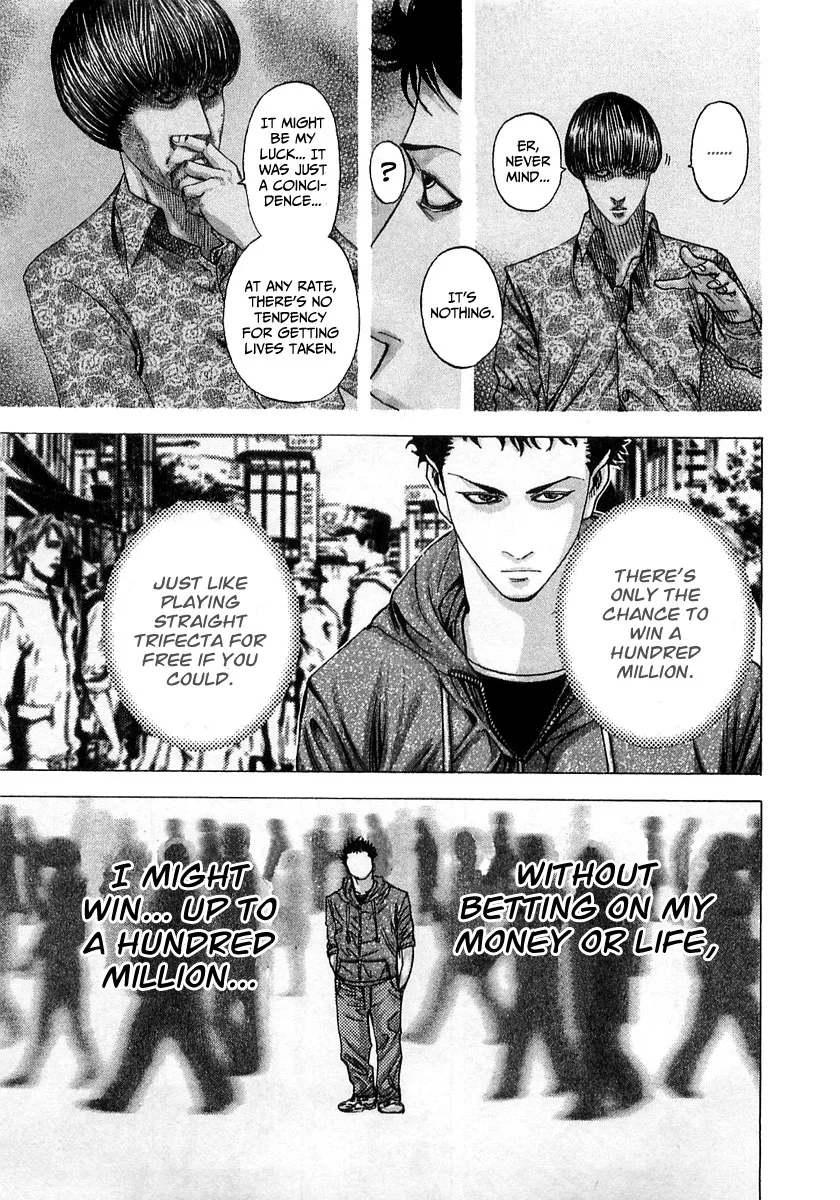 ......
ER,
NEVER
MIND...
IT'S
NOTHING.
?
IT MIGHT
BE MY
LUCK... IT
WAS JUST
A COINCI-
DENCE...
AT ANY RATE,
THERE'S NO
TENDENCY
FOR GETTING
LIVES TAKEN.
THERE'S
ONLY THE
CHANCE TO
WIN A
HUNDRED
MILLION.
JUST LIKE
PLAYING
STRAIGHT
TRIFECTA FOR
FREE IF YOU
COULD.
WITHOUT
BETTING ON MY
MONEY OR LIFE,
I MIGHT
WIN... UP TO
A HUNDRED
MILLION...